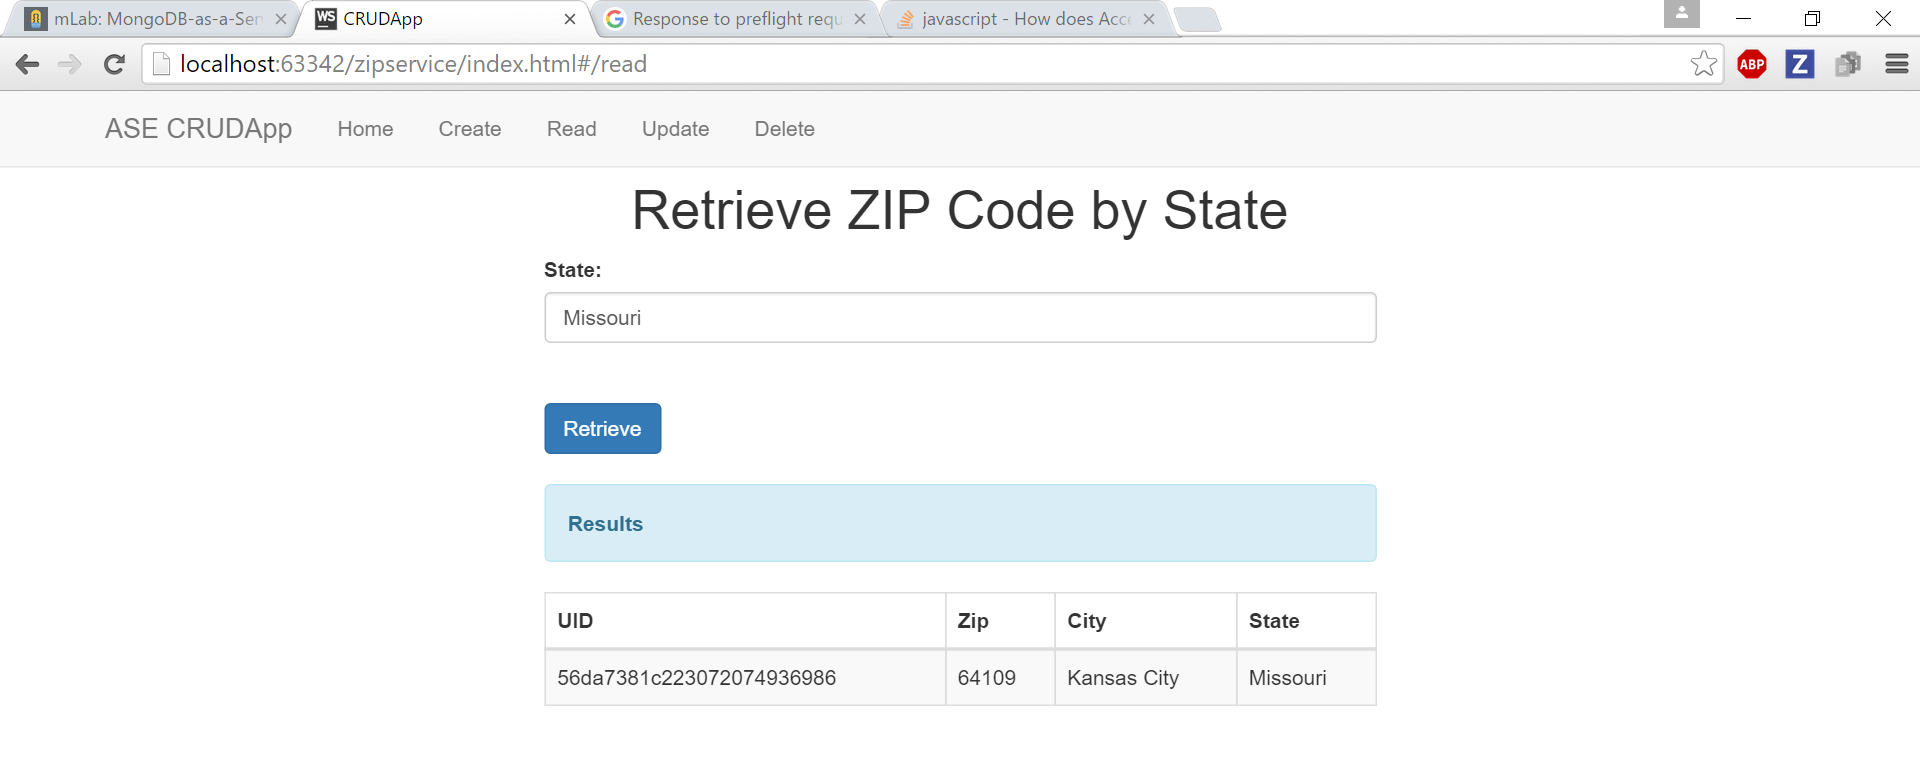 mLab: MongoDB-as-a-Ser
WS CRUDApp
Response to preflight requ
javascript - How does Acce
localhost:63342/zipservice/index.html#/read
ABP
Z
ASE CRUDApp Home Create Read Update Delete
Retrieve ZIP Code by State
State:
Missouri
Retrieve
Results
UID Zip City State
56da7381c223072074936986 64109 Kansas City Missouri